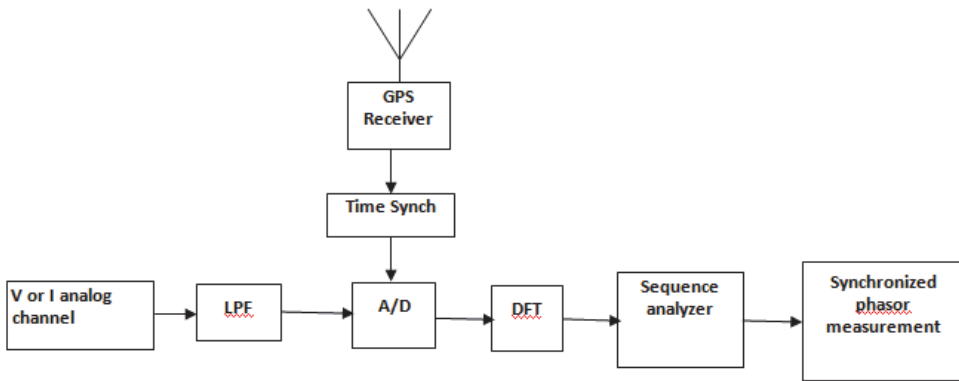 GPS
Receiver
Time Synch
V or I analog
channel
LPF
A/D
DFT
Sequence
analyzer
Synchronized
phasor
measurement